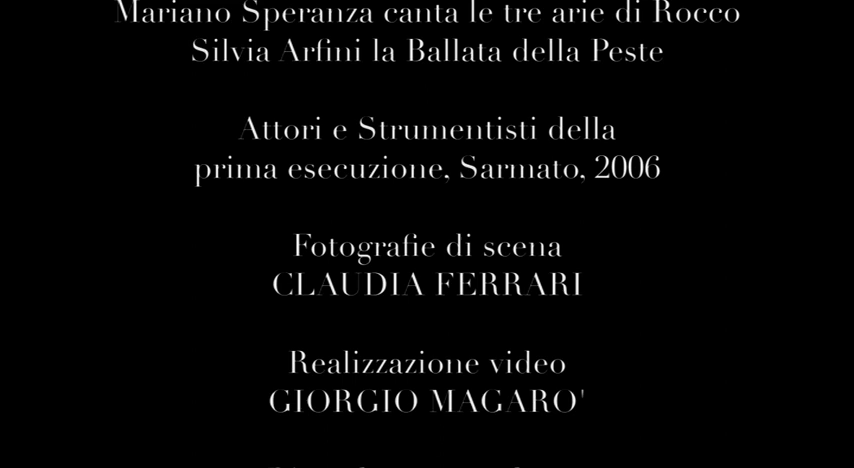 Mariano Speranza canta le tre arie di Rocco
Silvia Arfini la Ballata della Peste
Attori e Strumentisti della
prima esecuzione, Sarmato, 2006
Fotografie di scena
CLAUDIA FERRARI
Realizzazione video
GIORGIO MAGARO'